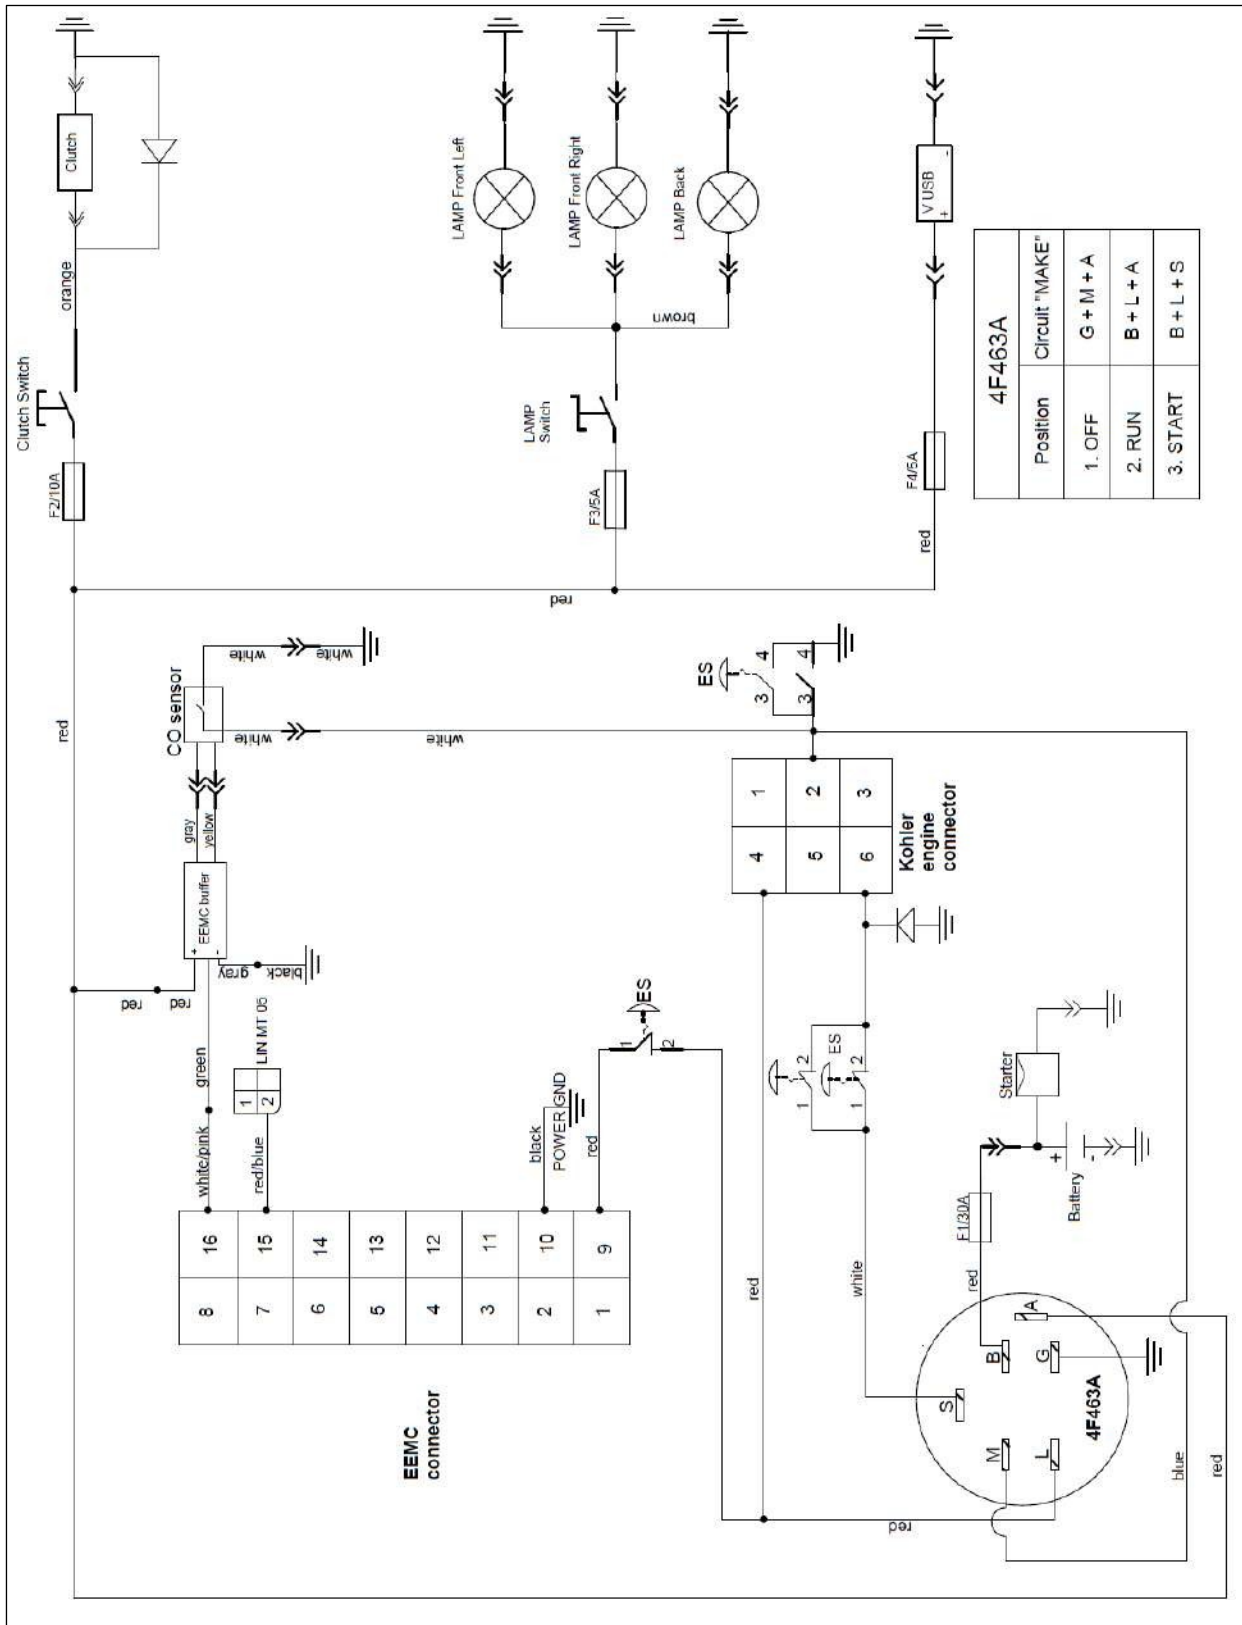 Clutch Switch
F2/10A
orange
Clutch
red
red
red
gray
yellow
EEMC buffer
+
-
CO sensor
white
white
white
white
white/pink
green
gray
black
LIN MT 05
1
2
red/blue
EEMC
connector
8 16
7 15
6 14
5 13
4 12
3 11
2 10
1 9
black
POWER GND
red
1
2
ES
red
LAMP Front Left
LAMP Front Right
LAMP Back
LAMP
Switch
F3/5A
brown
ES
3
4
3
4
4 1
5 2
6 3
Kohler
engine
connector
red
white
1
2
ES
1
2
V USB
+
-
F4/5A
red
F1/30A
red
Starter
+
-
Battery
S
M
B
L
G
A
4F463A
red
blue
red
4F463A
Position Circuit "MAKE"
1. OFF G + M + A
2. RUN B + L + A
3. START B + L + S